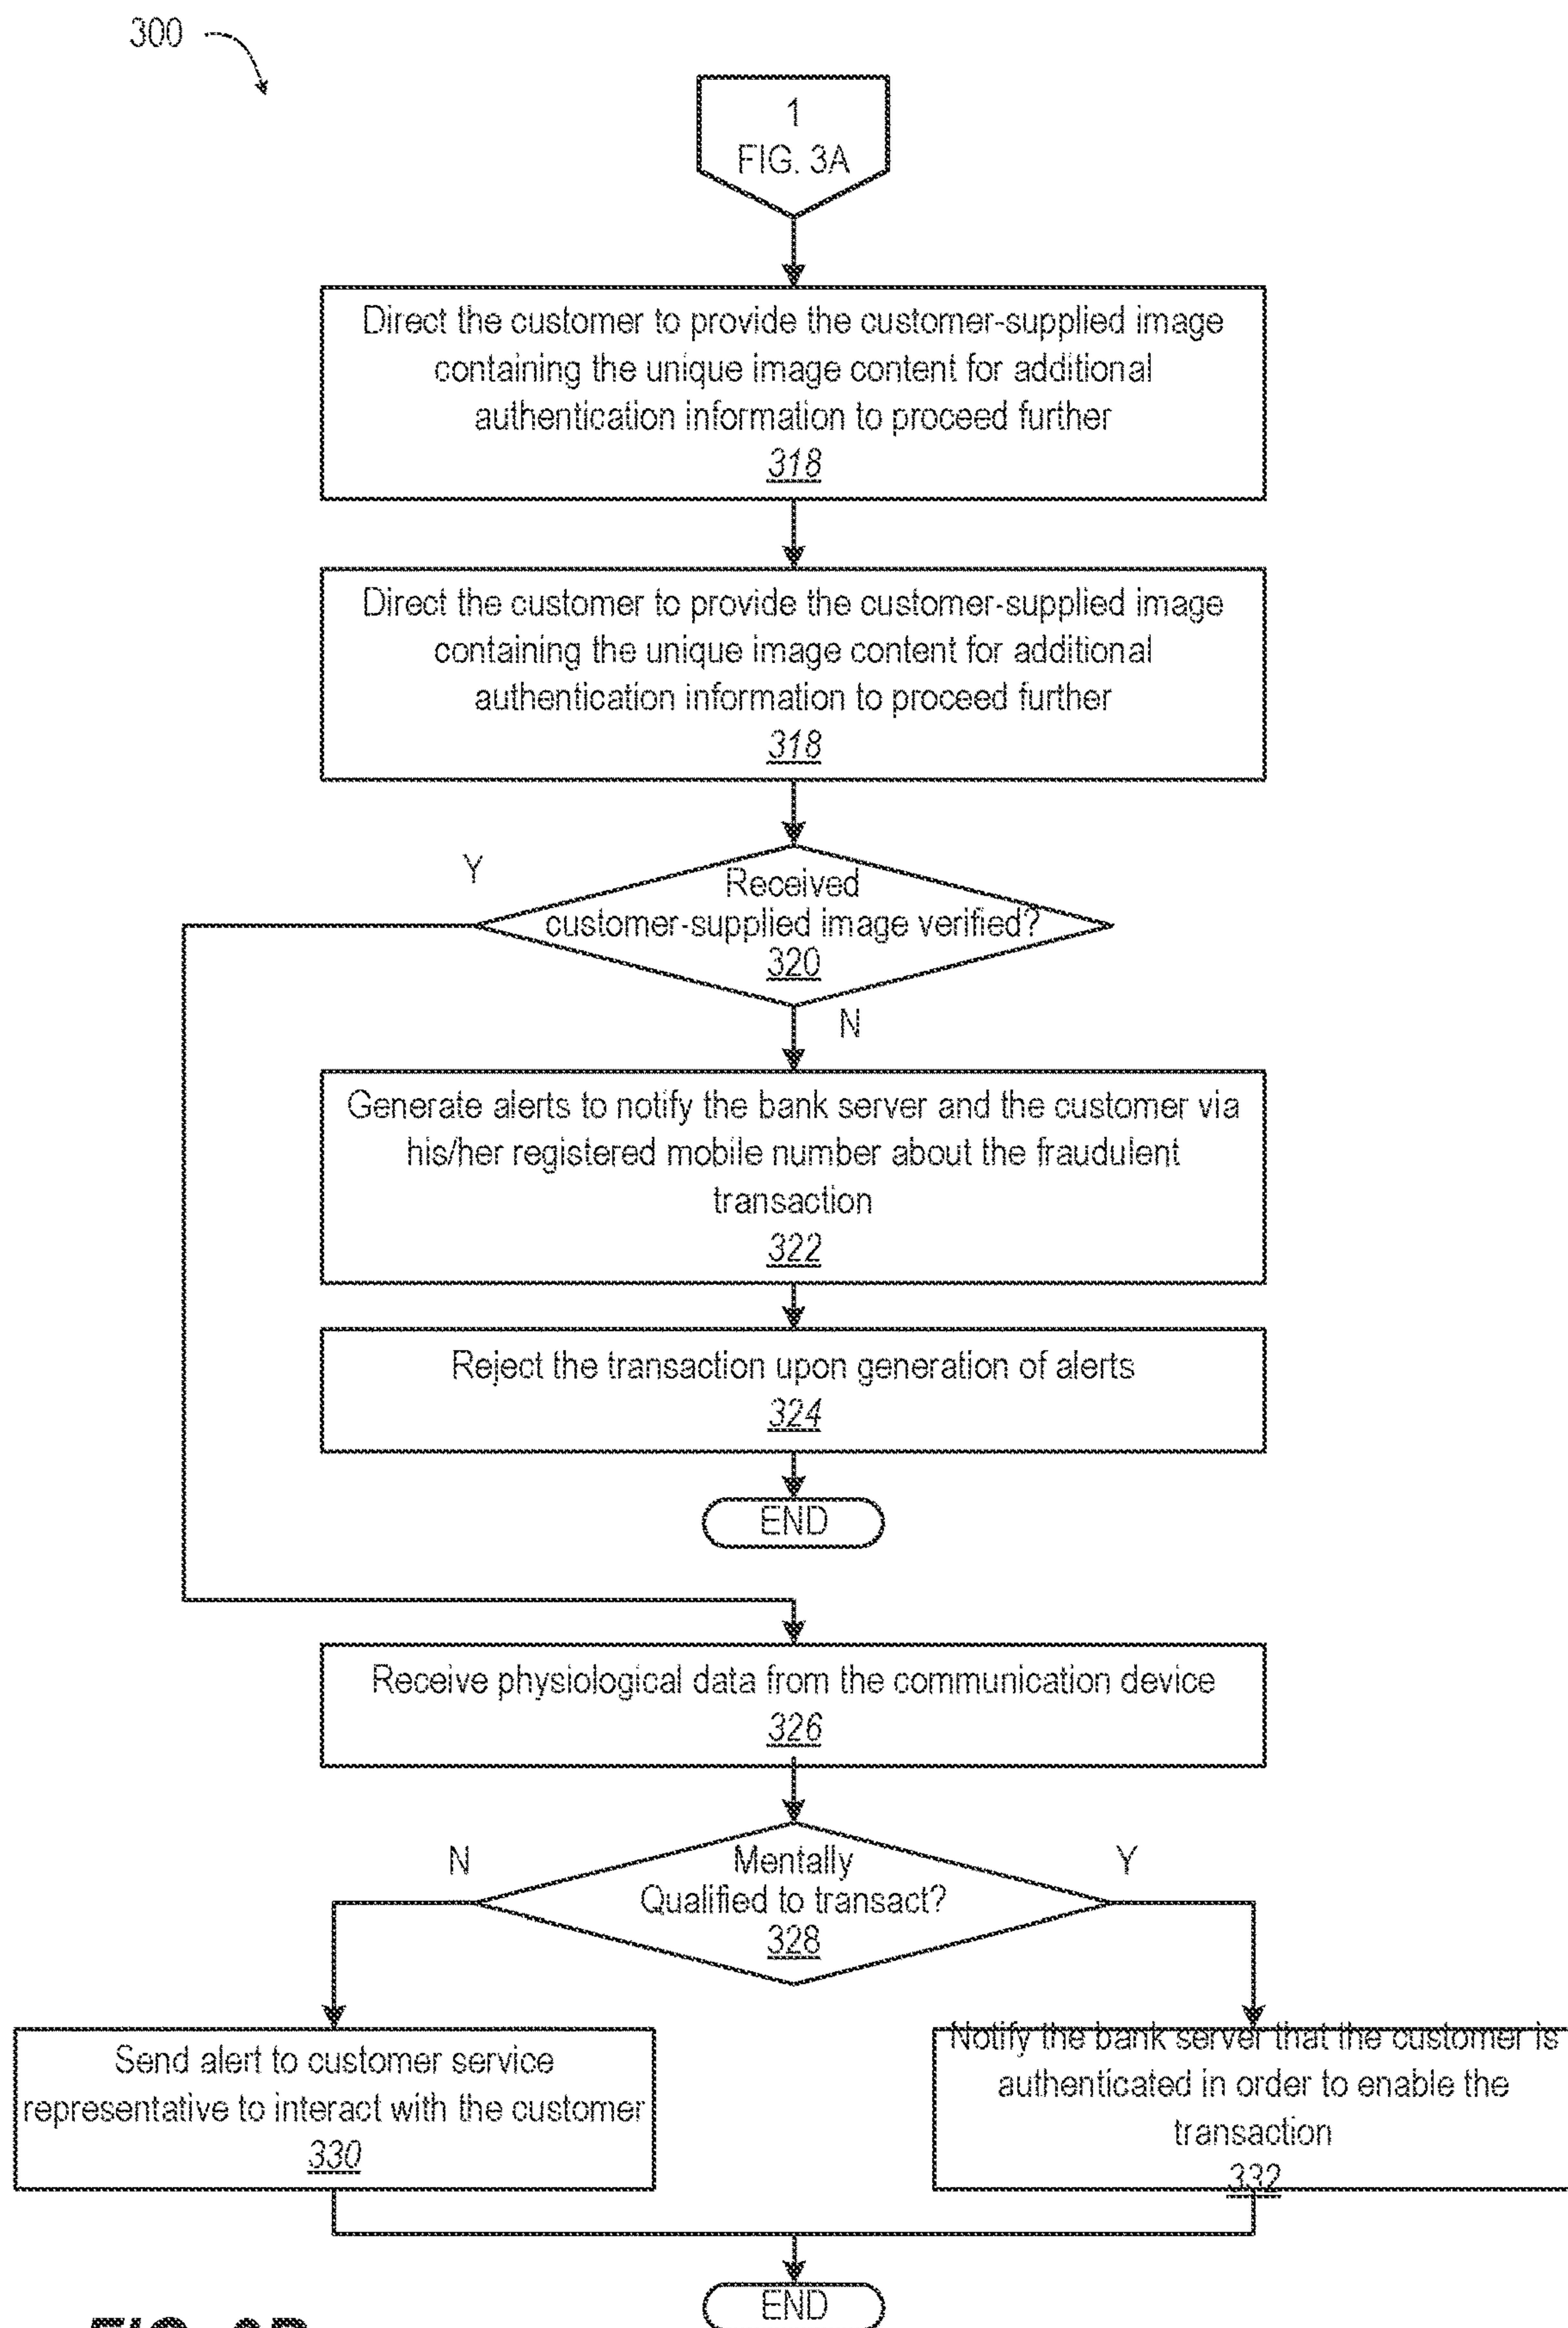 300
1
FIG. 3A
Direct the customer to provide the customer-supplied image
containing the unique image content for additional
authentication information to proceed further
318
Direct the customer to provide the customer-supplied image
containing the unique image content for additional
authentication information to proceed further
318
Y
Received
customer-supplied image verified?
320
N
Generate alerts to notify the bank server and the customer via
his/her registered mobile number about the fraudulent
transaction
322
Reject the transaction upon generation of alerts
324
END
Receive physiological data from the communication device
326
N
Mentally
Y
Qualified to transact?
328
Send alert to customer service
representative to interact with the customer
330
Notify the bank server that the customer is
authenticated in order to enable the
transaction
332
END